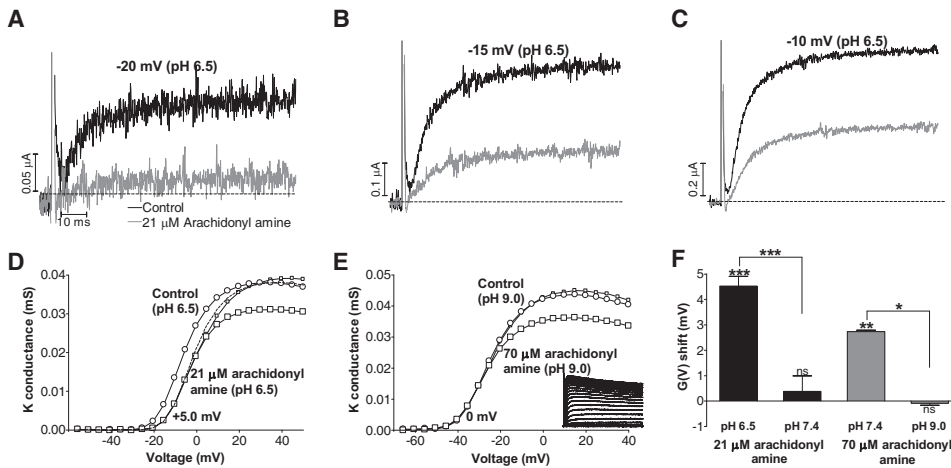 A
-20 mV (pH 6.5)
0.05 µA
10 ms
Control
21 µM Arachidonyl amine
B
-15 mV (pH 6.5)
0.1 µA
C
-10 mV (pH 6.5)
0.2 µA
D
K conductance (mS)
0.04
0.03
0.02
0.01
0.00
Control
(pH 6.5)
21 µM arachidonyl
amine (pH 6.5)
+5.0 mV
-60 -40 -20 0 20 40
Voltage (mV)
E
K conductance (mS)
0.05
0.04
0.03
0.02
0.01
0.00
Control
(pH 9.0)
70 µM arachidonyl
amine (pH 9.0)
0 mV
-60 -40 -20 0 20 40
Voltage (mV)
F
G(V) shift (mV)
5
4
3
2
1
0
-1
***
***
ns
**
*
ns
pH 6.5 pH 7.4 pH 7.4 pH 9.0
21 µM arachidonyl
amine
70 µM arachidonyl
amine